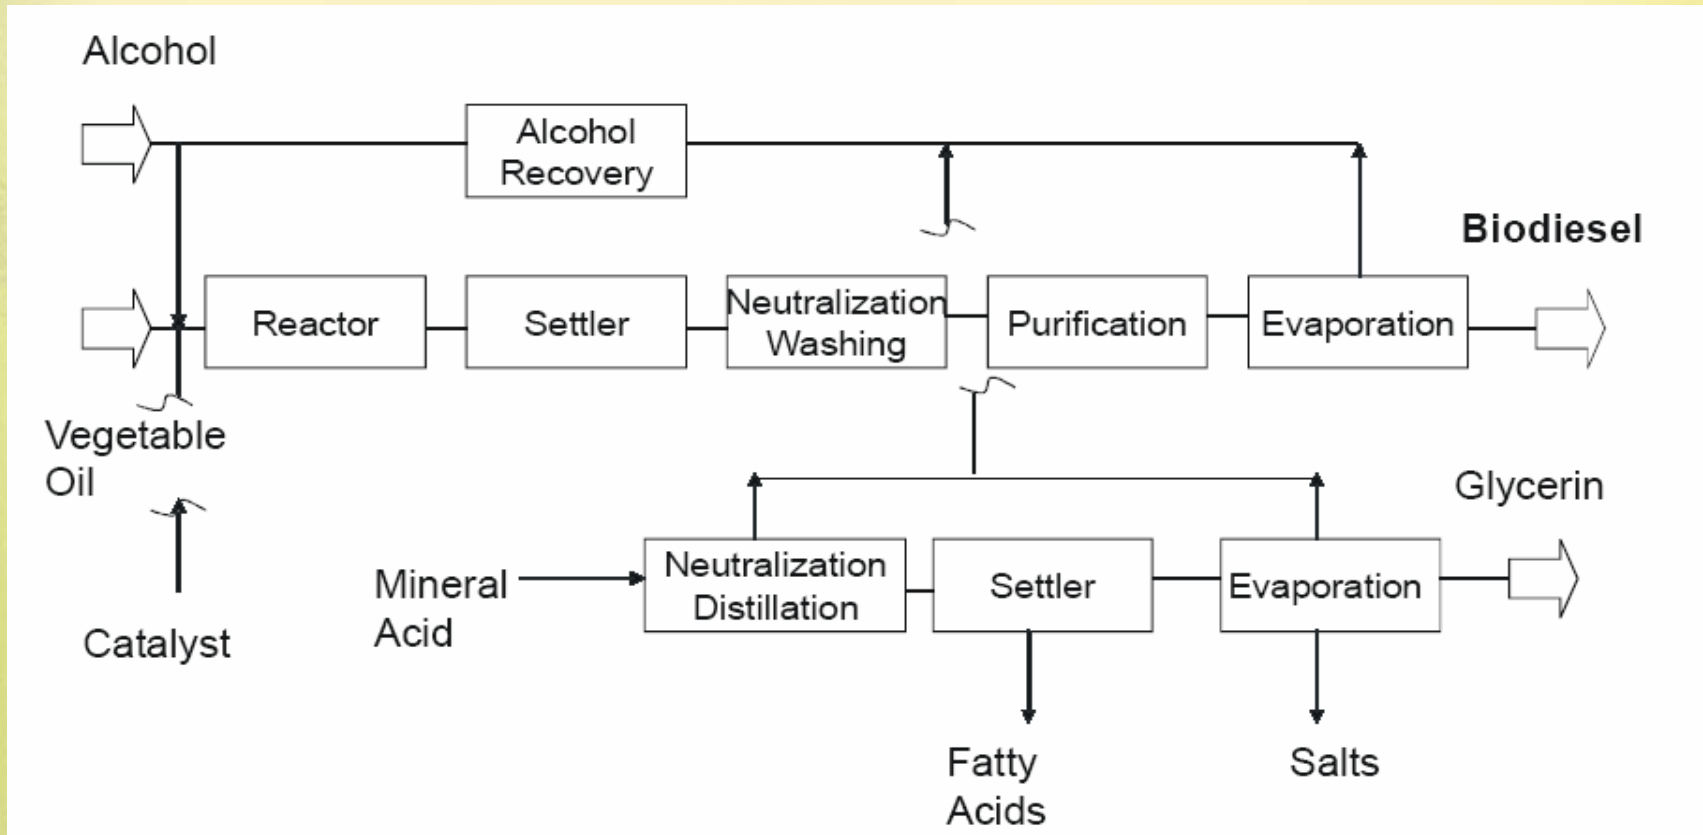 Alcohol
Alcohol
Recovery
Biodiesel
Reactor
Settler
Neutralization
Washing
Purification
Evaporation
Vegetable
Oil
Glycerin
Catalyst
Mineral
Acid
Neutralization
Distillation
Settler
Evaporation
Fatty
Acids
Salts